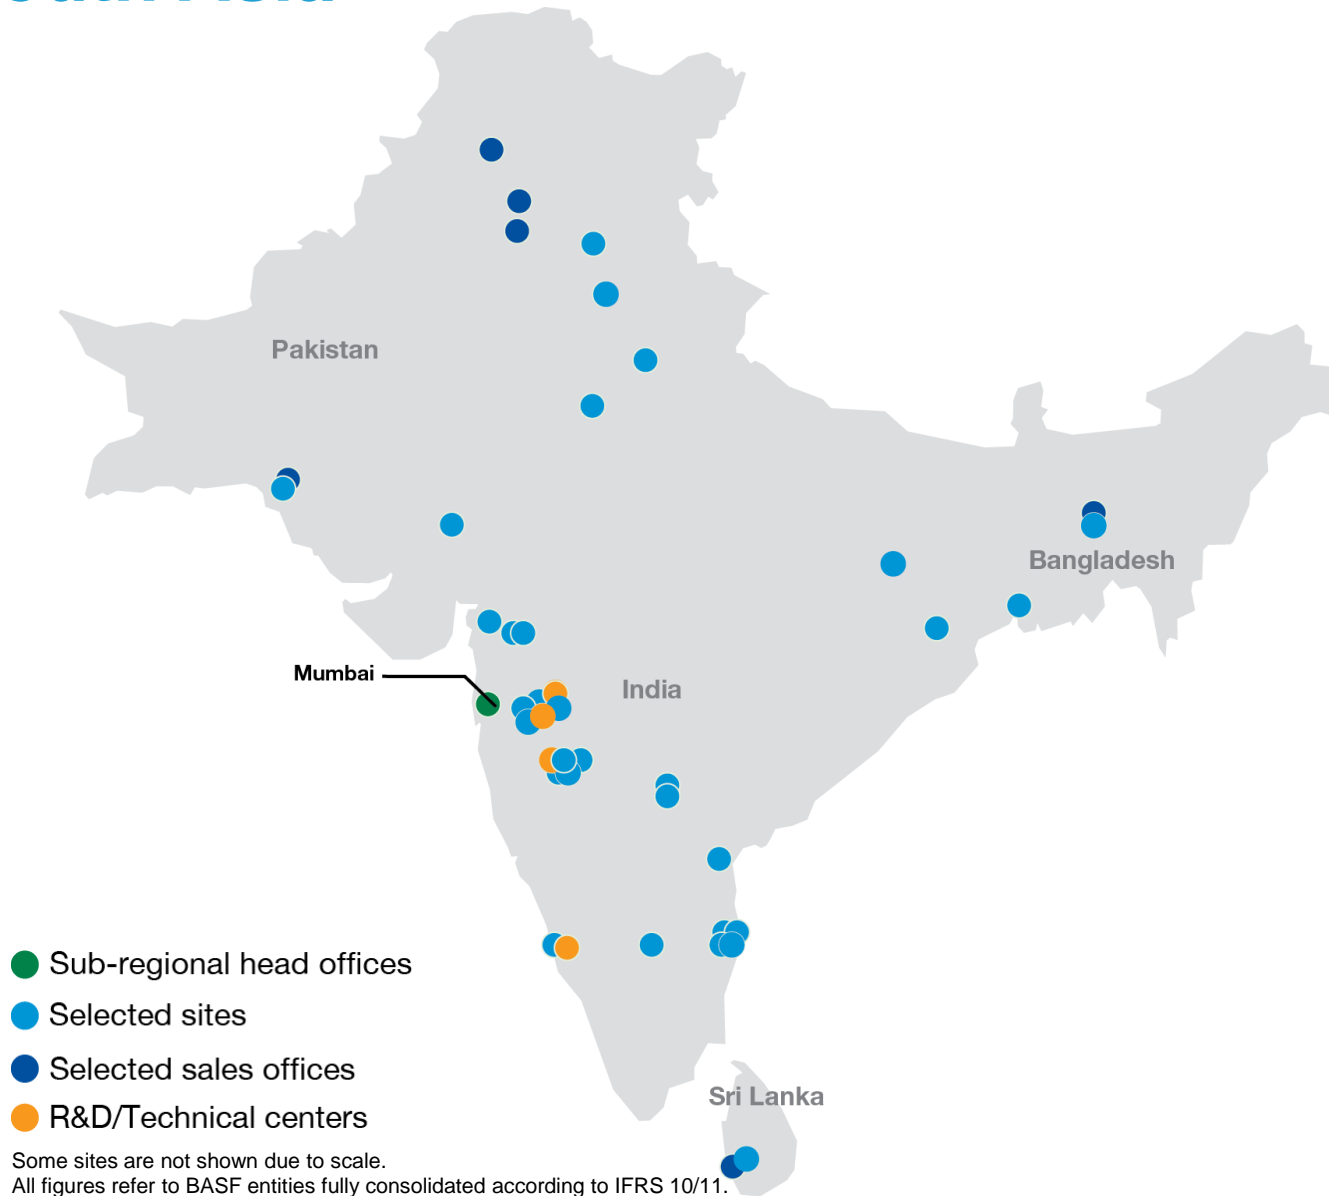 Pakistan
Bangladesh
Mumbai
India
Sub-regional head offices
Selected sites
Selected sales offices
R&D/Technical centers
Sri Lanka
Some sites are not shown due to scale.
All figures refer to BASF entities fully consolidated according to IFRS 10/11.